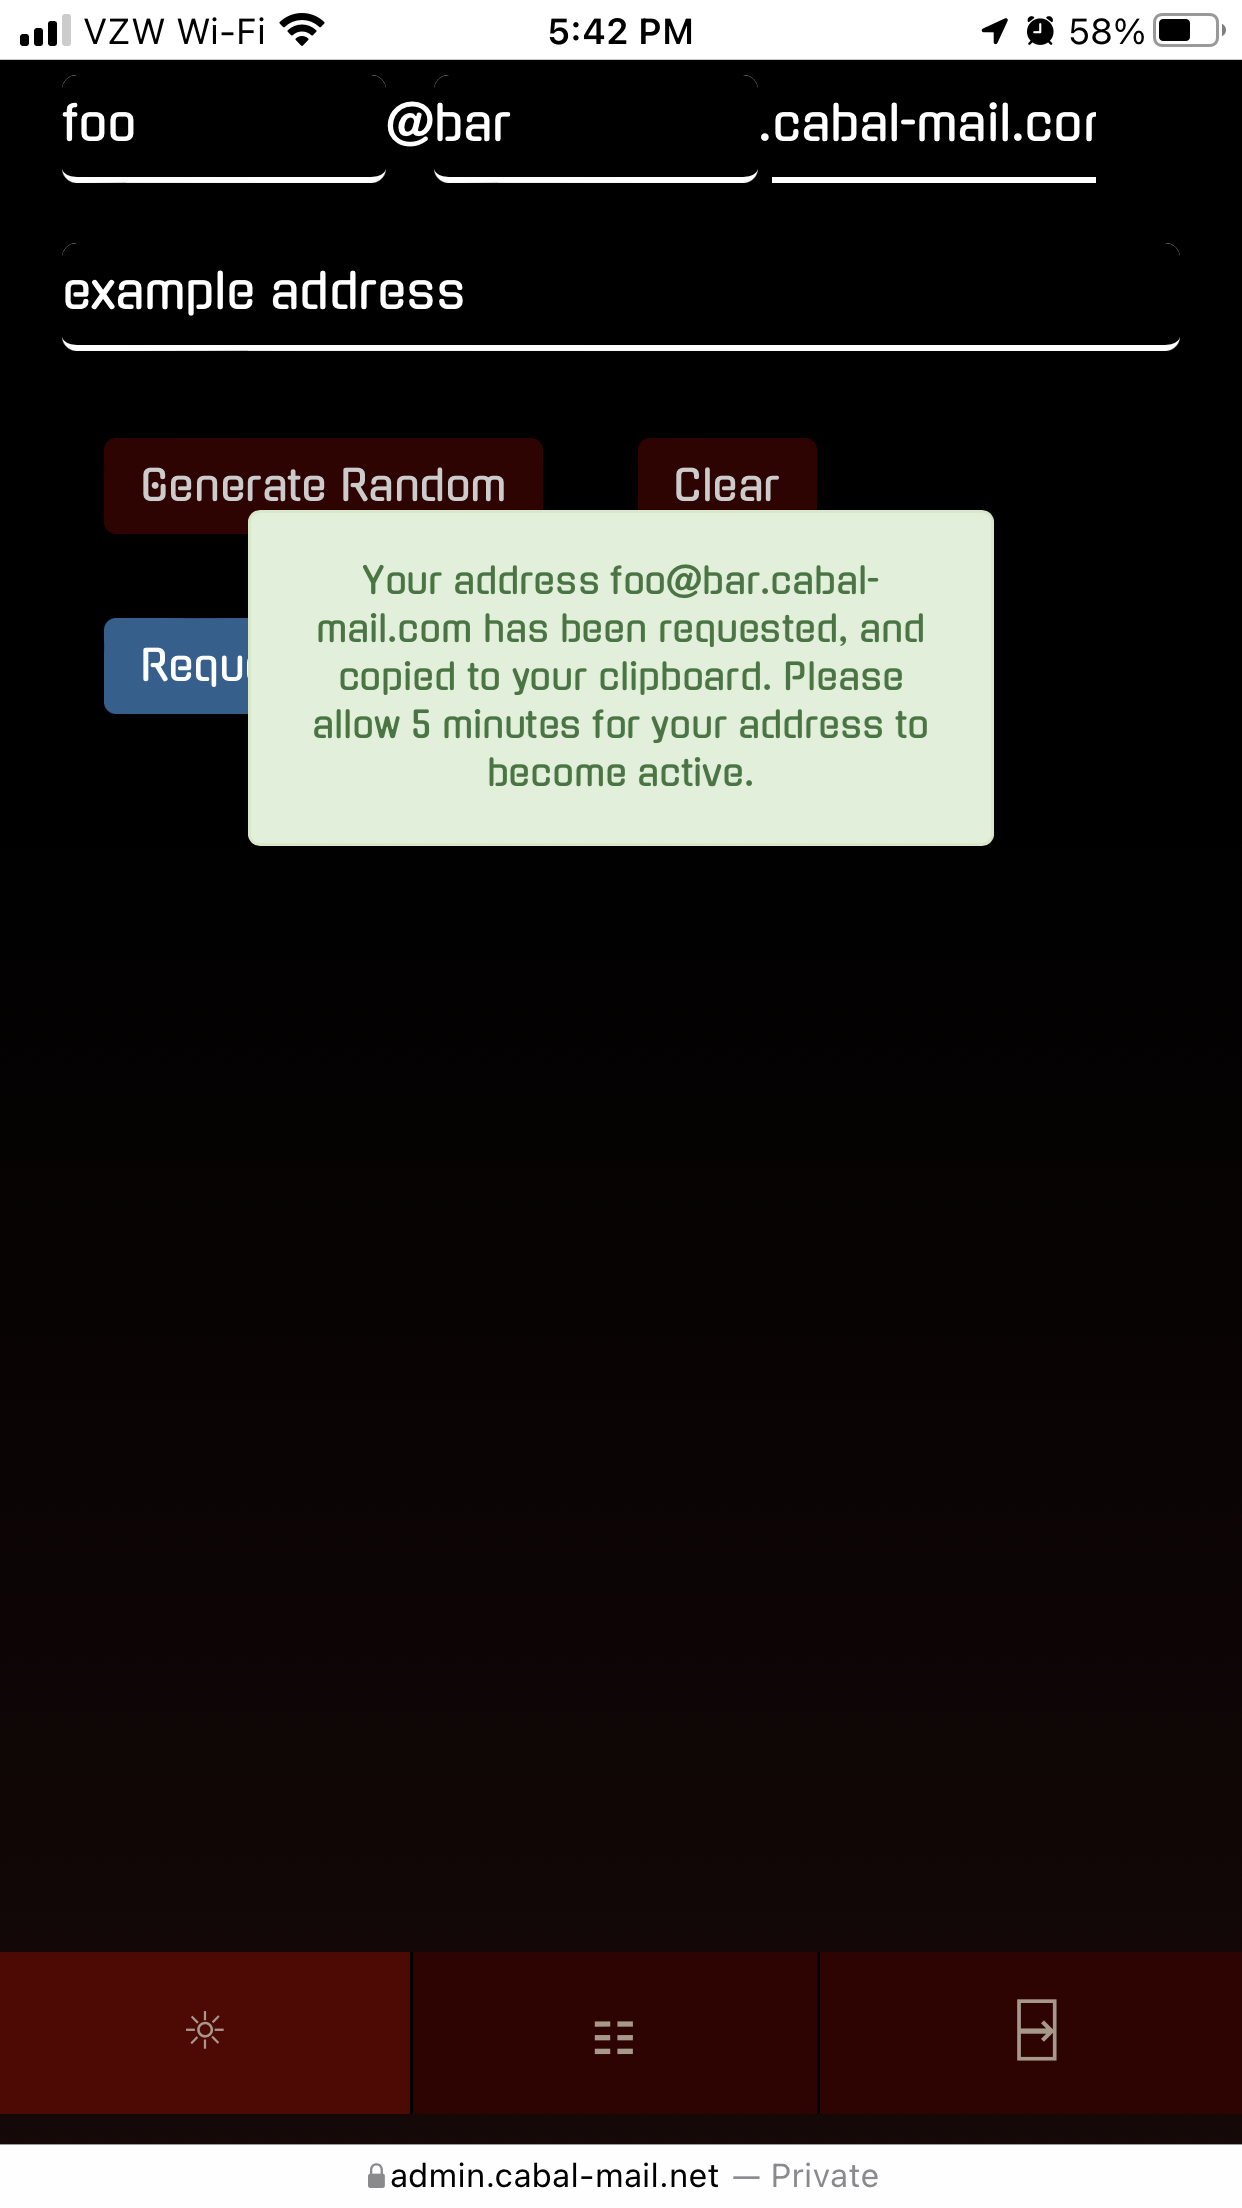 VZW Wi-Fi 5:42 PM 58%
foo @bar .cabal-mail.cor
example address
Generate Random Clear
Reque
Your address foo@bar.cabal-
mail.com has been requested, and
copied to your clipboard. Please
allow 5 minutes for your address to
become active.
admin.cabal-mail.net — Private